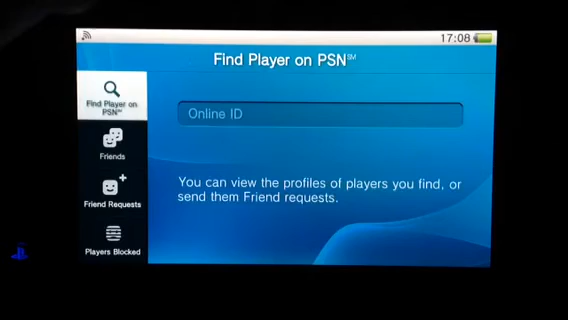 17:08
Find Player on PSN℠
Find Player on
PSN℠
Friends
Friend Requests
Players Blocked
Online ID
You can view the profiles of players you find, or
send them Friend requests.